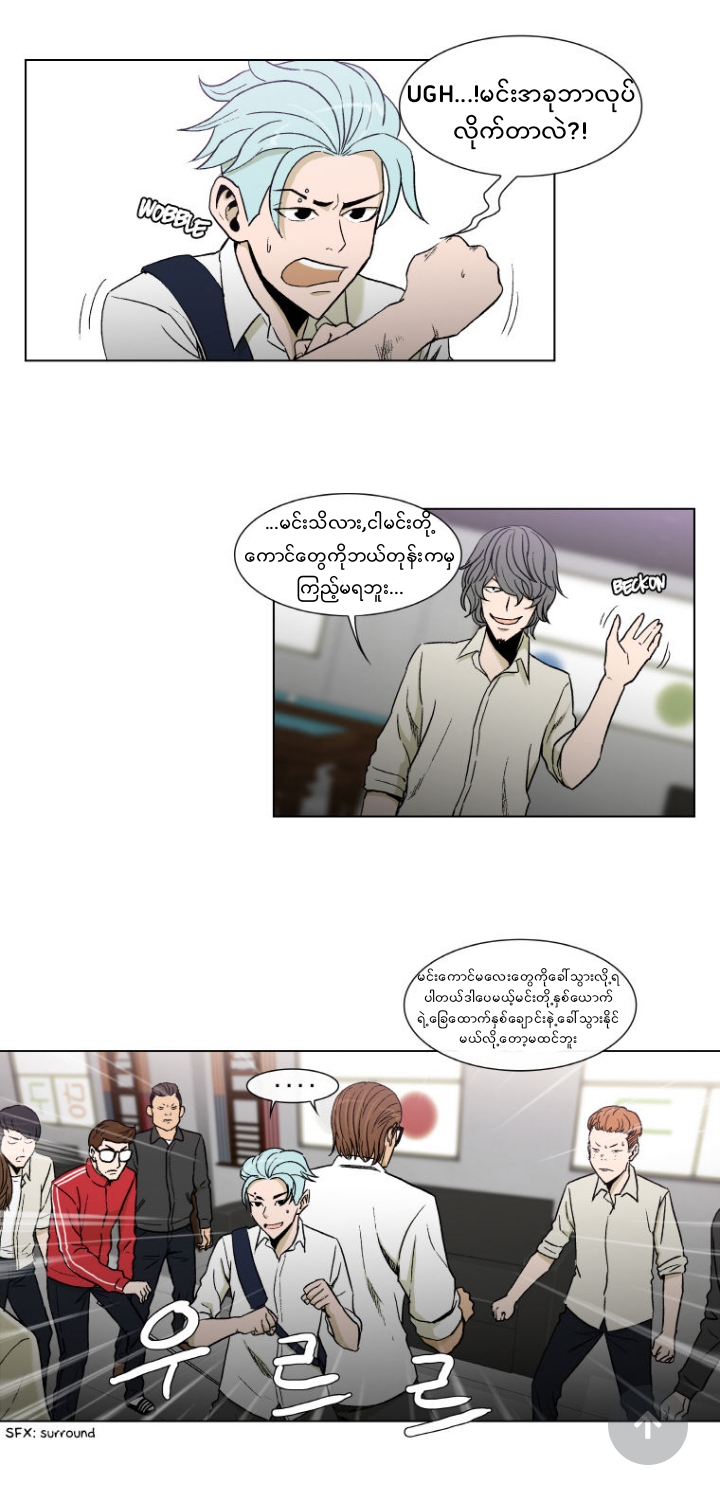 UGH...!မင်းအခုဘာလုပ်
လိုက်တာလဲ?!
WOBBLE
...မင်းသိလား,ငါမင်းတို့
ကောင်တွေကိုဘယ်တုန်းကမှ
ကြည့်မရဘူး...
BECKON
မင်းကောင်မလေးတွေကိုခေါ်သွားလို့ရ
ပါတယ်ဒါပေမယ့်မင်းတို့နှစ်ယောက်
ရဲ့ခြေထောက်နှစ်ချောင်းနဲ့ခေါ်သွားနိုင်
မယ်လို့တော့မထင်ဘူး
....
우르르
SFX: surround